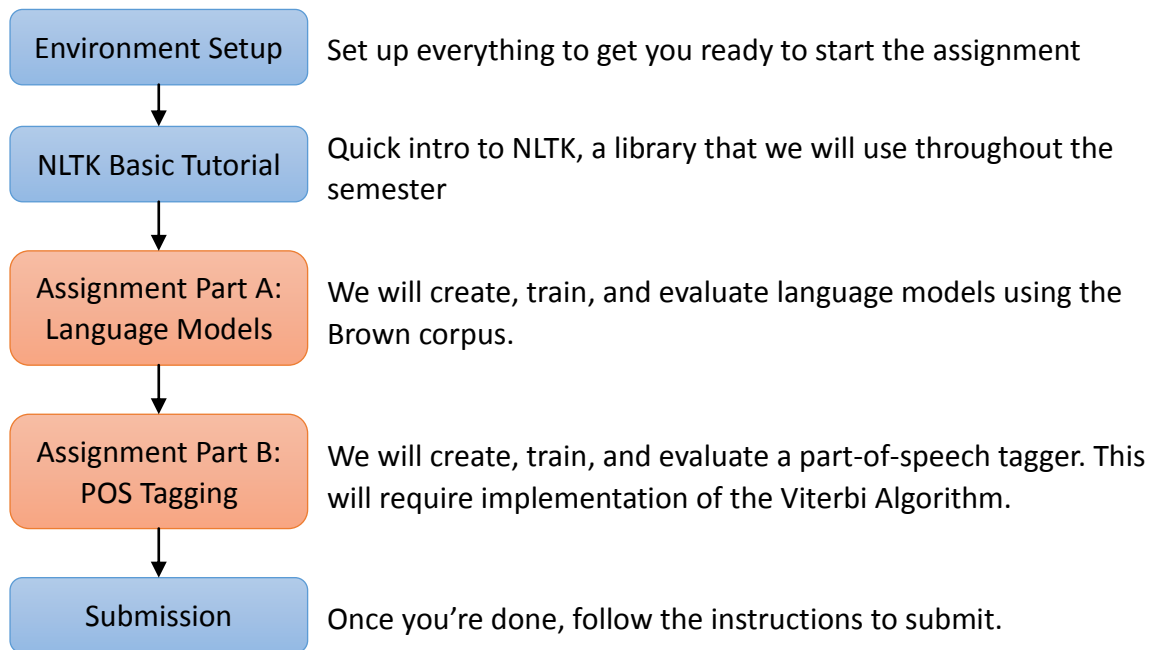 Environment Setup
Set up everything to get you ready to start the assignment
NLTK Basic Tutorial
Quick intro to NLTK, a library that we will use throughout the
semester
Assignment Part A:
Language Models
We will create, train, and evaluate language models using the
Brown corpus.
Assignment Part B:
POS Tagging
We will create, train, and evaluate a part-of-speech tagger. This
will require implementation of the Viterbi Algorithm.
Submission
Once you’re done, follow the instructions to submit.